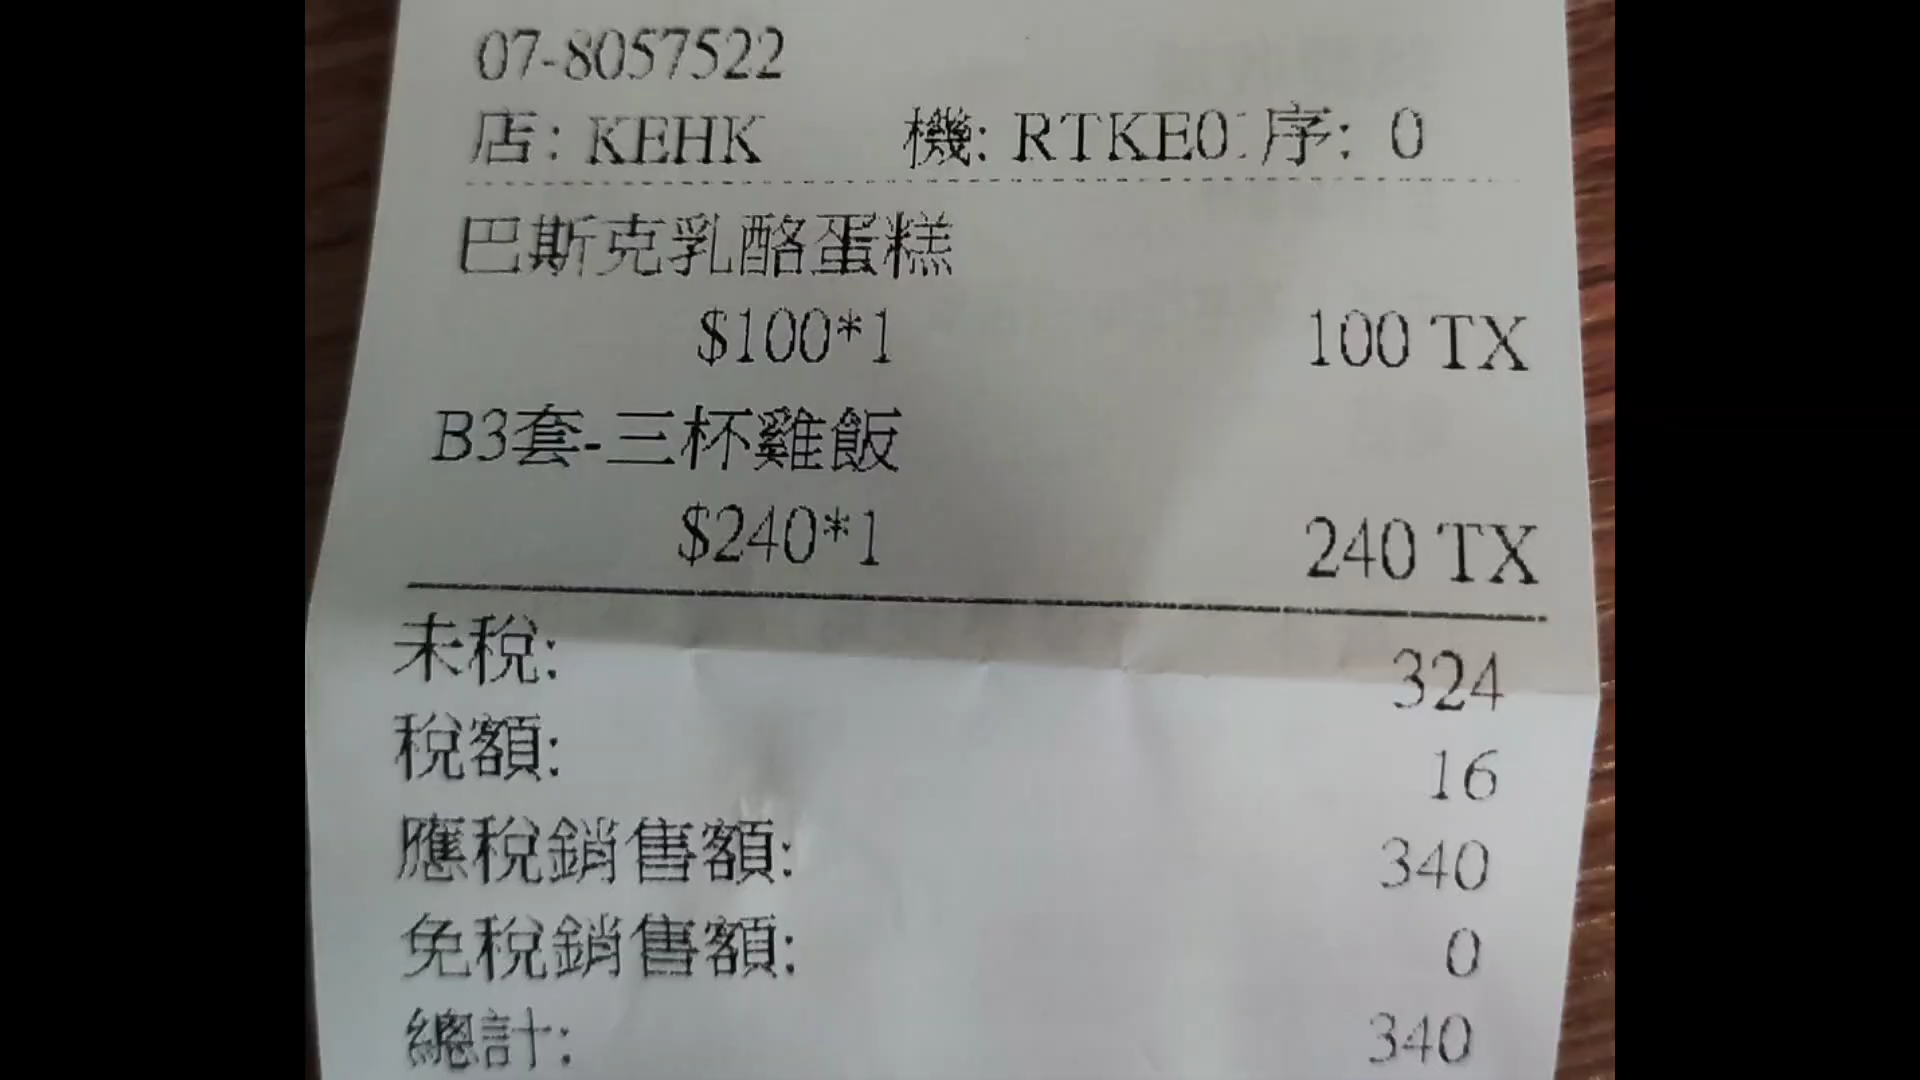 07-8057522
店: KEHK 機: RTKE0 序: 0
巴斯克乳酪蛋糕
$100*1 100 TX
B3套-三杯雞飯
$240*1 240 TX
未稅: 324
稅額: 16
應稅銷售額: 340
免稅銷售額: 0
總計: 340